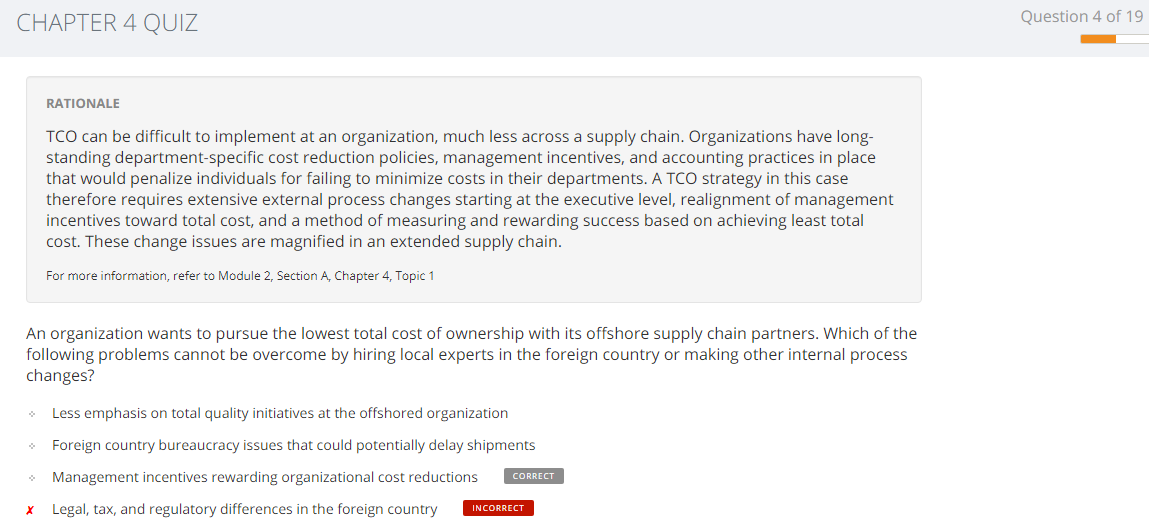 CHAPTER 4 QUIZ
Question 4 of 19
RATIONALE
TCO can be difficult to implement at an organization, much less across a supply chain. Organizations have long-
standing department-specific cost reduction policies, management incentives, and accounting practices in place
that would penalize individuals for failing to minimize costs in their departments. A TCO strategy in this case
therefore requires extensive external process changes starting at the executive level, realignment of management
incentives toward total cost, and a method of measuring and rewarding success based on achieving least total
cost. These change issues are magnified in an extended supply chain.
For more information, refer to Module 2, Section A, Chapter 4, Topic 1
An organization wants to pursue the lowest total cost of ownership with its offshore supply chain partners. Which of the
following problems cannot be overcome by hiring local experts in the foreign country or making other internal process
changes?
Less emphasis on total quality initiatives at the offshored organization
Foreign country bureaucracy issues that could potentially delay shipments
Management incentives rewarding organizational cost reductions CORRECT
✗ Legal, tax, and regulatory differences in the foreign country INCORRECT